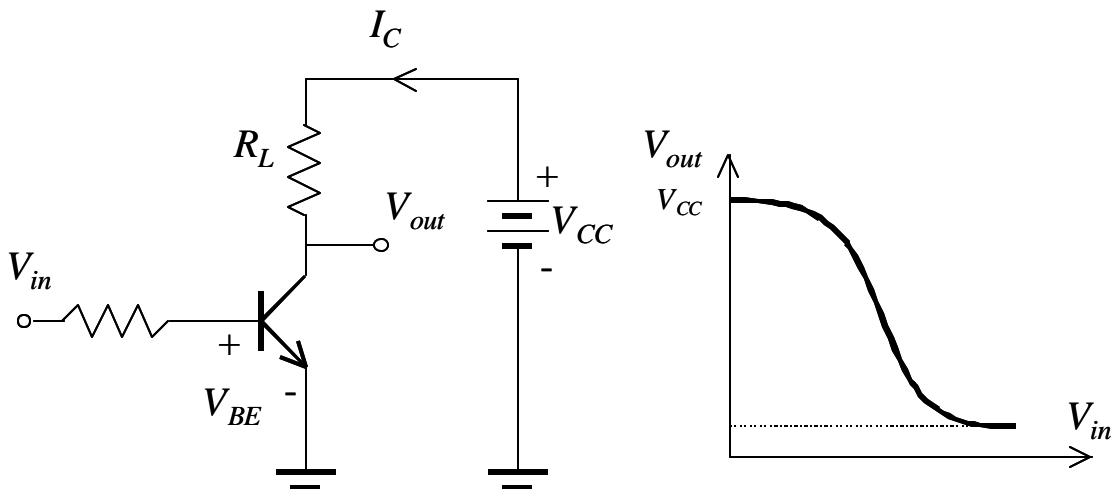 I_C
R_L
V_out
+
V_CC
-
V_in
+
V_BE
-
V_out
V_CC
V_in